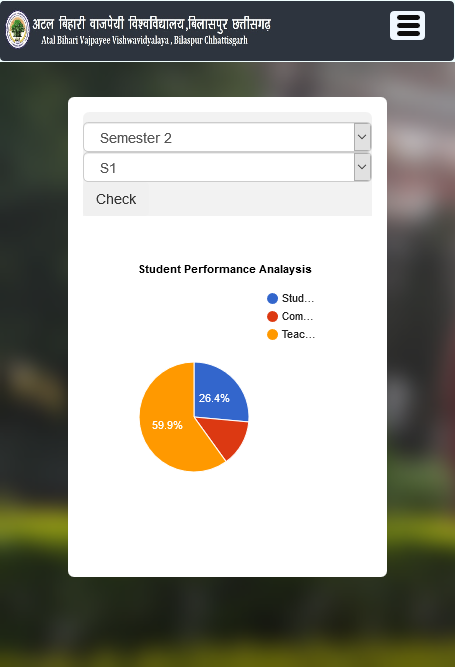 अटल बिहारी वाजपेयी विश्वविद्यालय,बिलासपुर छत्तीसगढ़
Atal Bihari Vajpayee Vishwavidyalaya , Bilaspur Chhattisgarh
Semester 2
S1
Check
Student Performance Analaysis
Stud...
Com...
Teac...
26.4%
59.9%